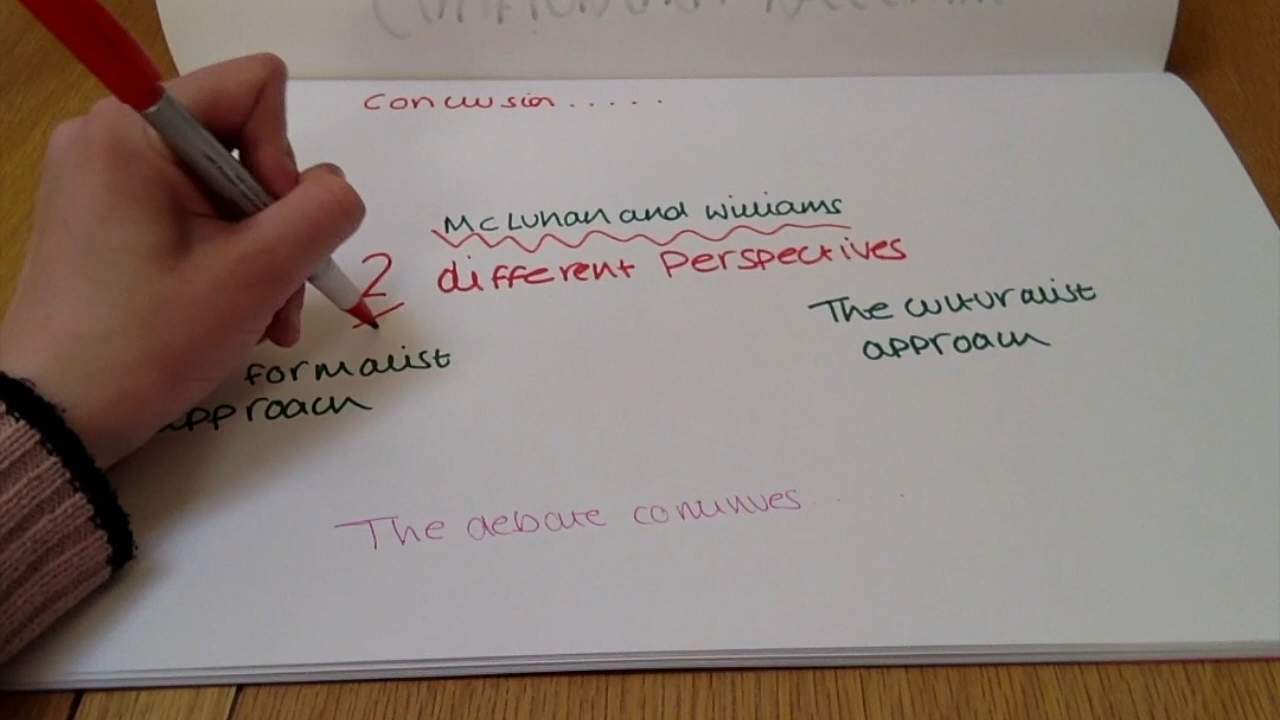 Conclusion.....
McLuhan and Williams
2 different Perspectives
The culturalist
approach
formalist
approach
The debate continues.....